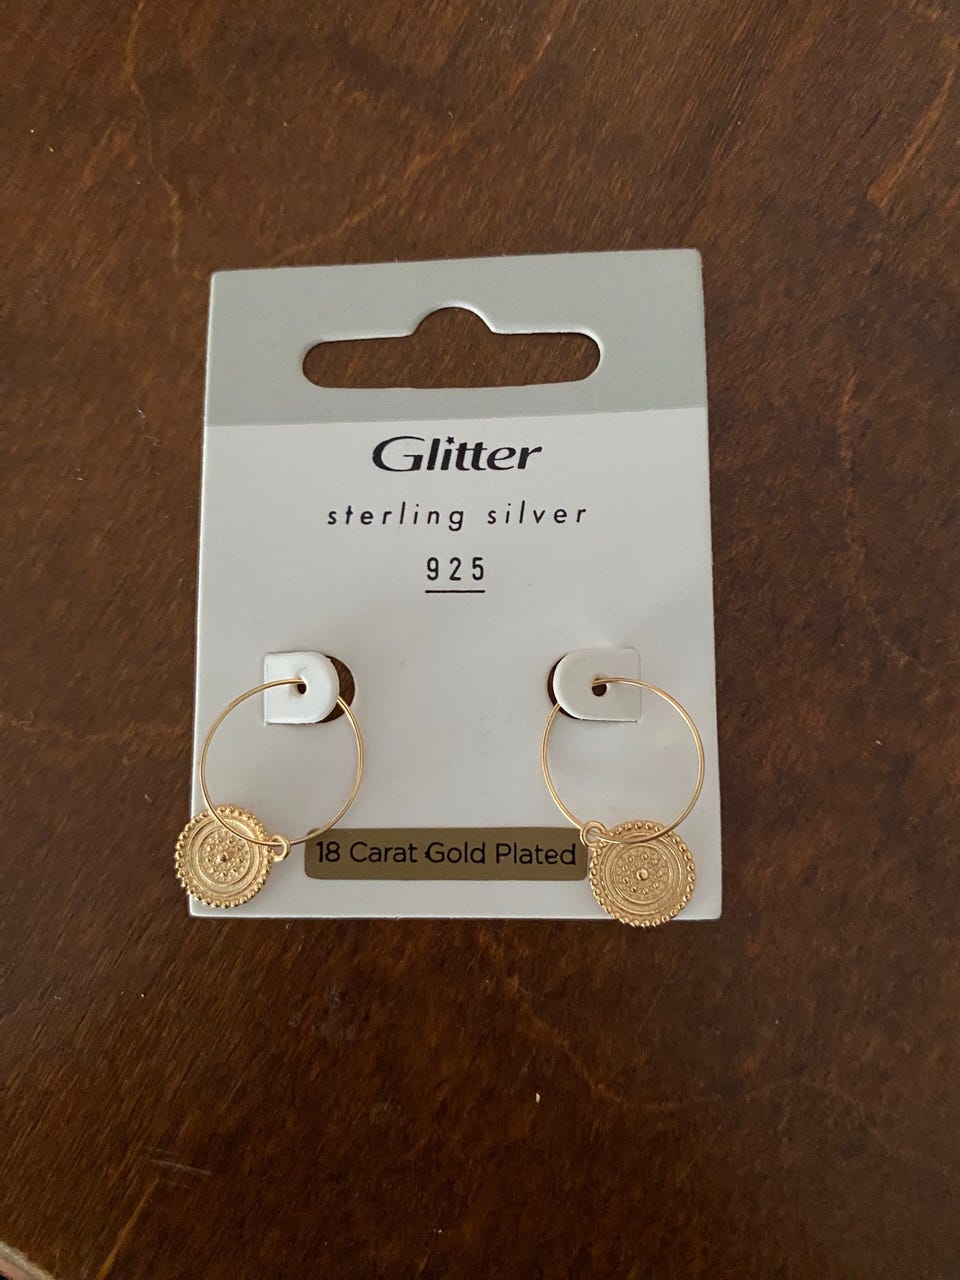 Glitter
sterling silver
925
18 Carat Gold Plated